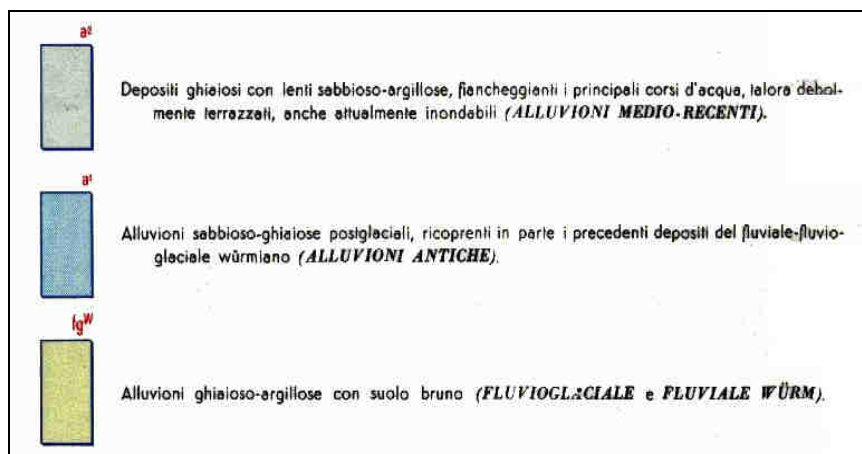 a²
Depositi ghiaiosi con lenti sabbioso-argillose, fiancheggianti i principali corsi d'acqua, talora debol-
mente terrazzati, anche attualmente inondabili (ALLUVIONI MEDIO-RECENTI).
a¹
Alluvioni sabbioso-ghiaiose postglaciali, ricoprenti in parte i precedenti depositi del fluviale-fluvio-
glaciale würmiano (ALLUVIONI ANTICHE).
fgW
Alluvioni ghiaioso-argillose con suolo bruno (FLUVIOGLACIALE e FLUVIALE WÜRM).